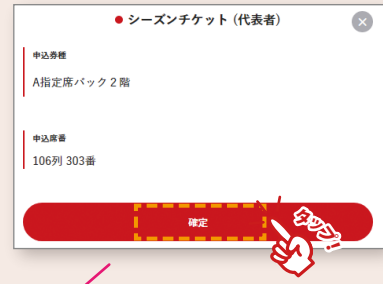 シーズンチケット (代表者)
申込券種
A指定席バック2階
申込席番
106列 303番
確定
タップ!